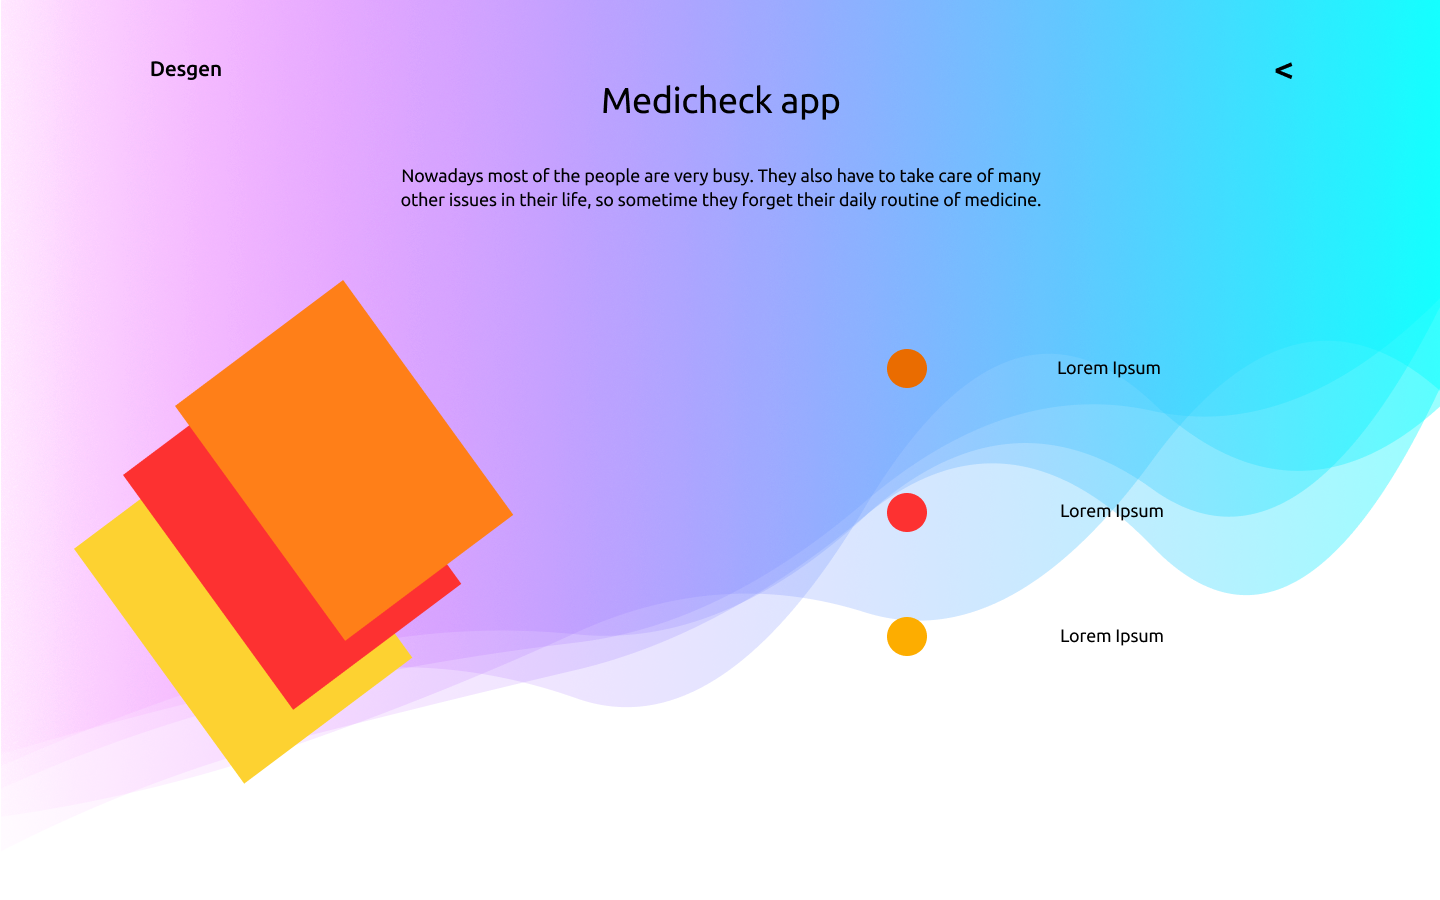 Desgen
<
Medicheck app
Nowadays most of the people are very busy. They also have to take care of many
other issues in their life, so sometime they forget their daily routine of medicine.
Lorem Ipsum
Lorem Ipsum
Lorem Ipsum